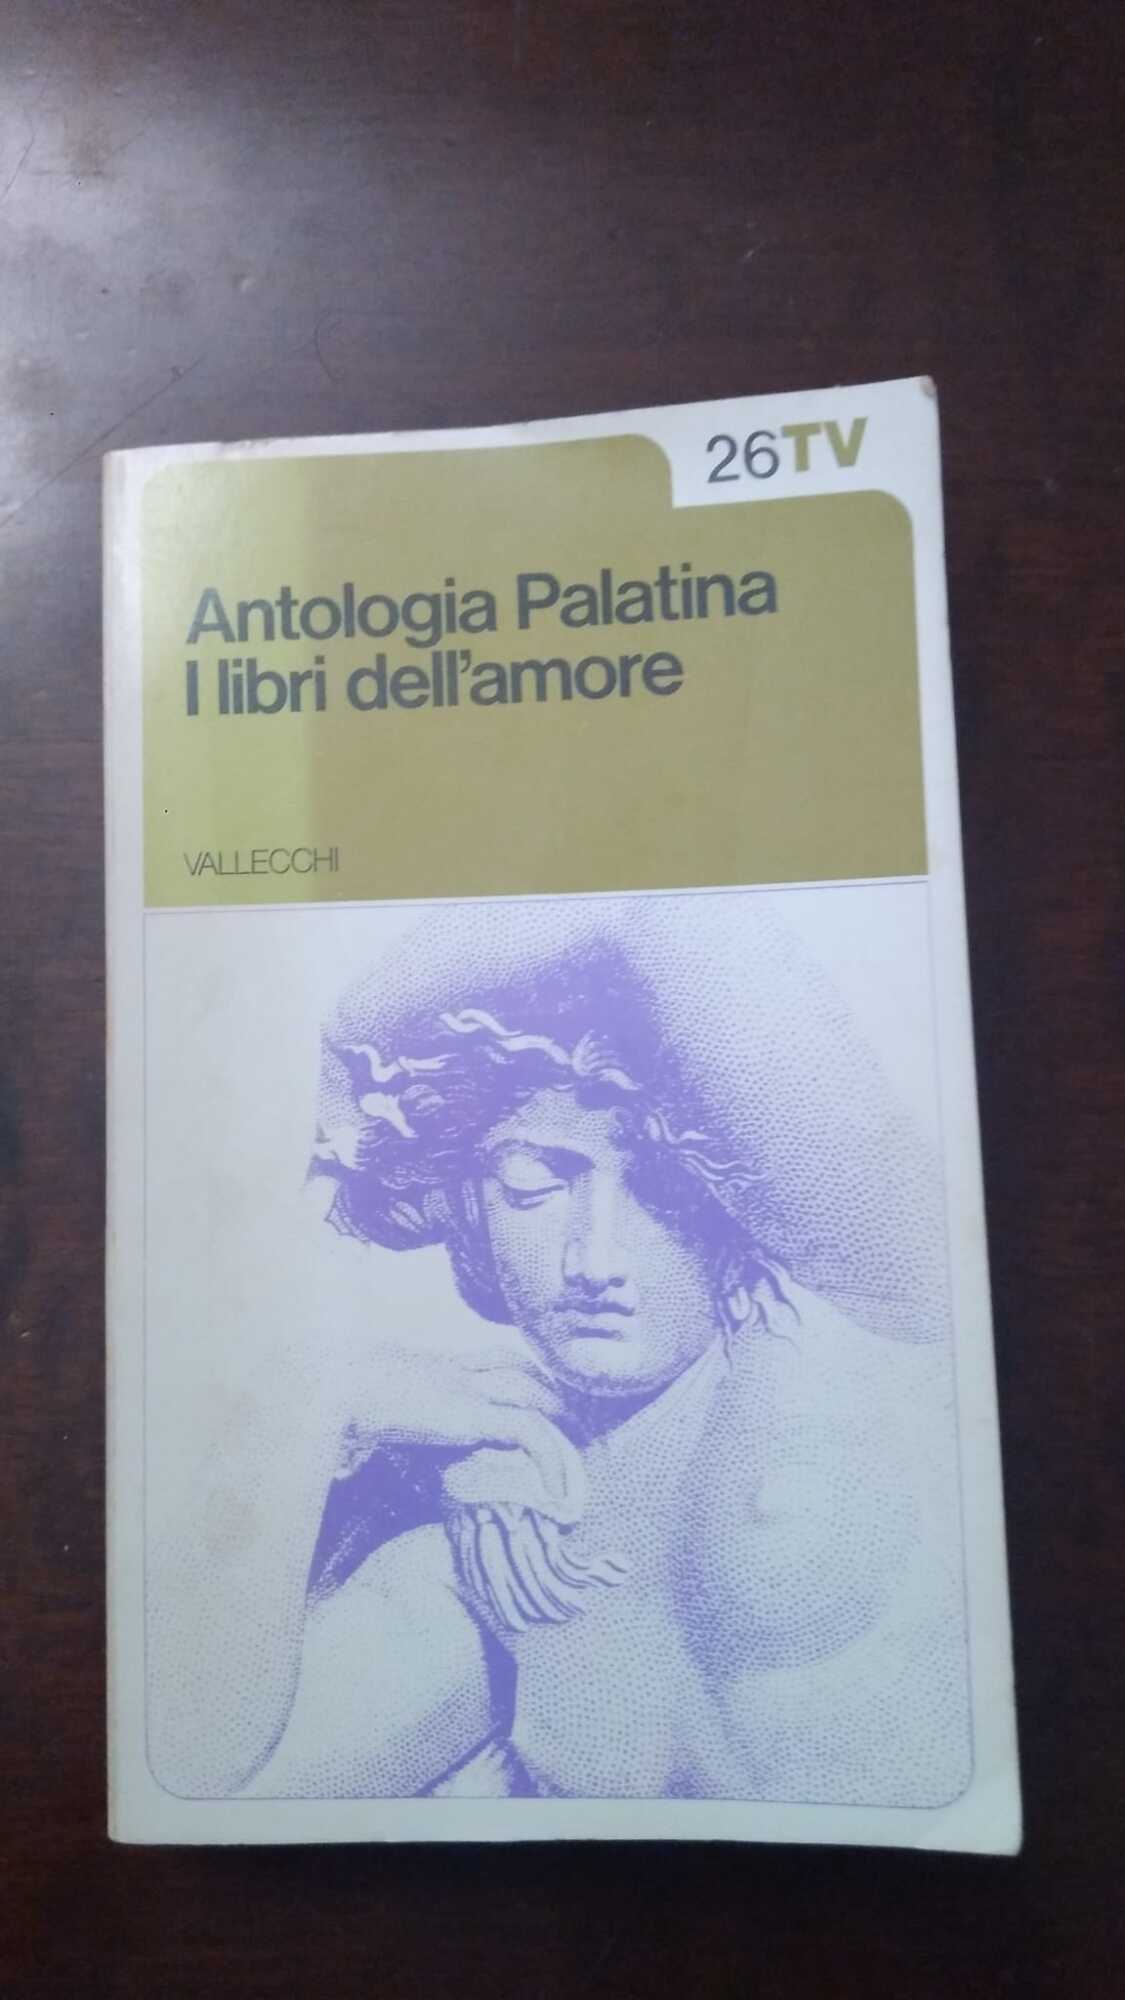 26TV
Antologia Palatina
I libri dell'amore
VALLECCHI